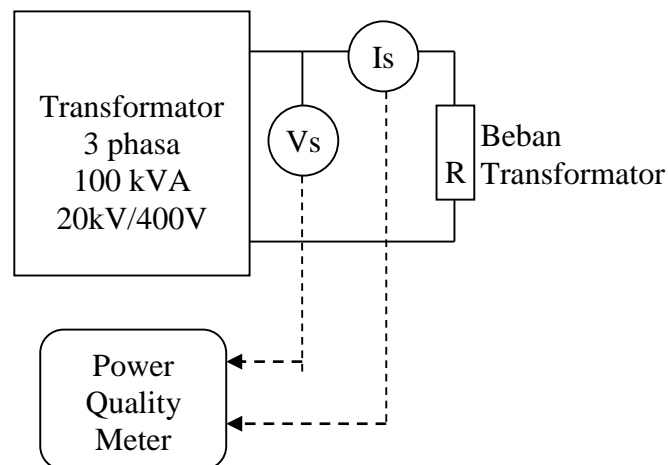 Transformator
3 phasa
100 kVA
20kV/400V
Is
Vs
R
Beban
Transformator
Power
Quality
Meter